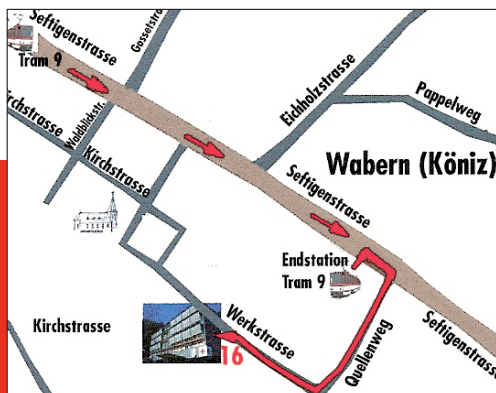 Seftigenstrasse
Gossetstra
Tram 9
Kirchstrasse
Waldblickstr.
Kirchstrasse
Eichholzstrasse
Pappelweg
Wabern (Köniz)
Seftigenstrasse
Endstation
Tram 9
Kirchstrasse
Werkstrasse
16
Quellenweg
Seftigenstrasse